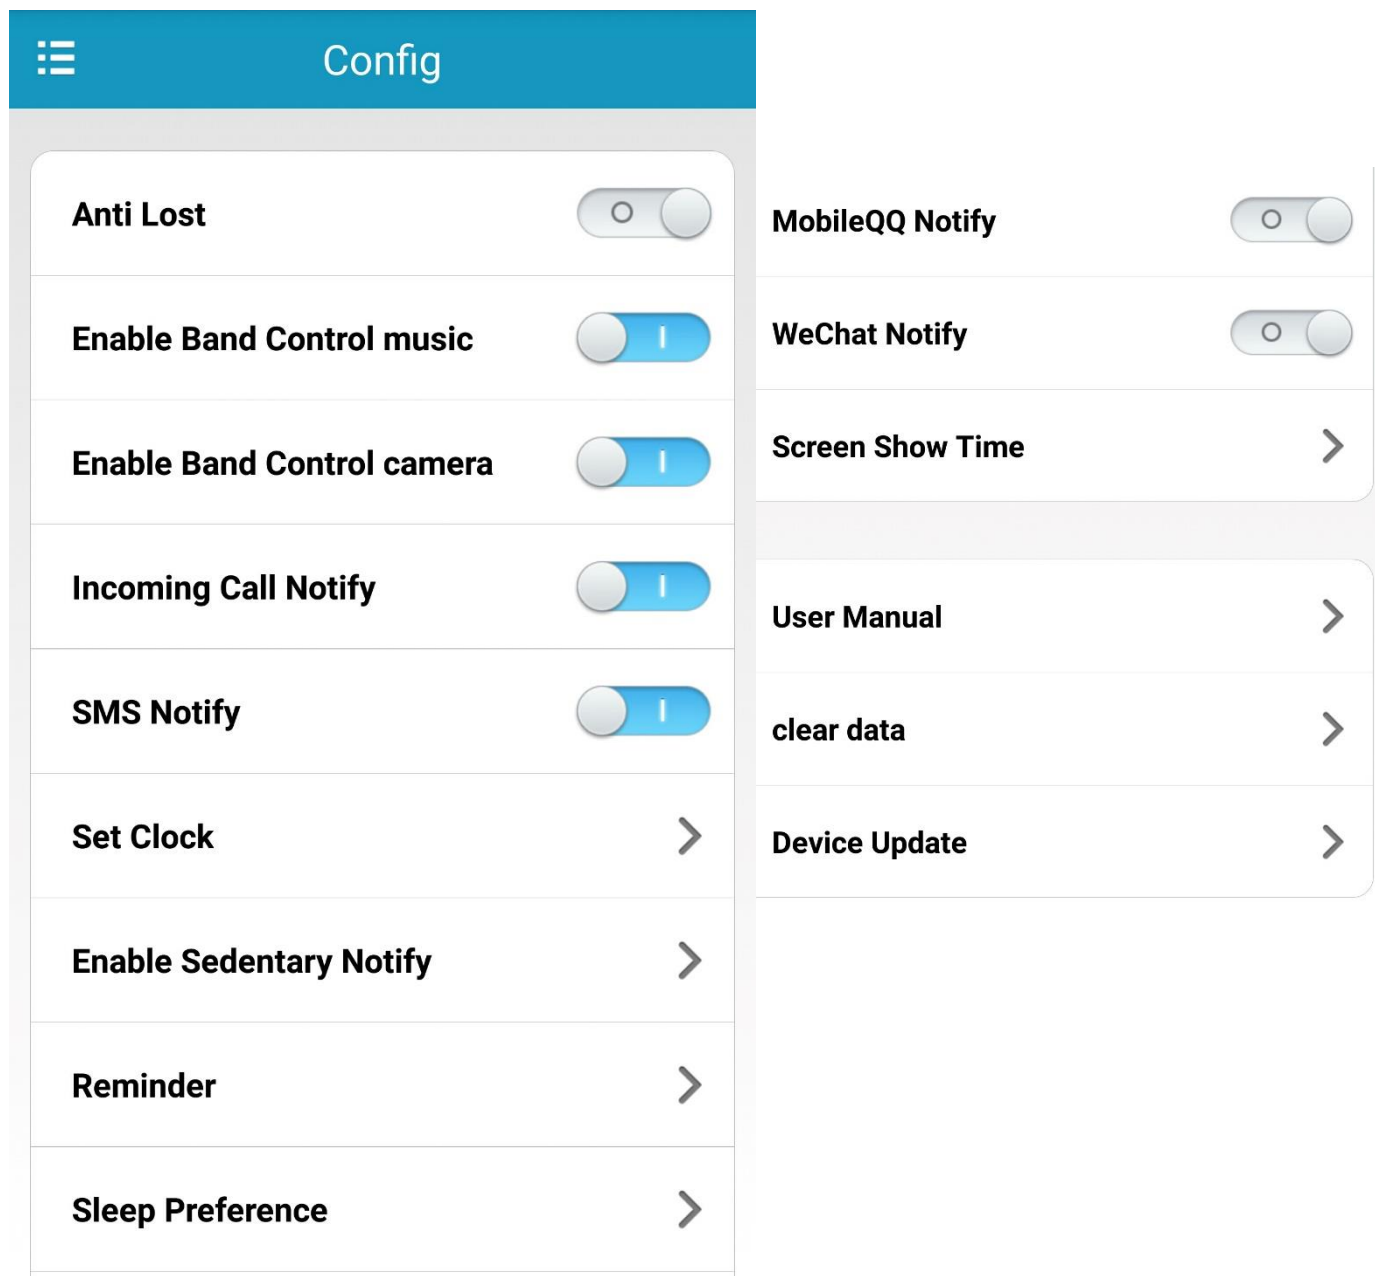 Config
Anti Lost
Enable Band Control music
Enable Band Control camera
Incoming Call Notify
SMS Notify
Set Clock
Enable Sedentary Notify
Reminder
Sleep Preference
MobileQQ Notify
WeChat Notify
Screen Show Time
User Manual
clear data
Device Update